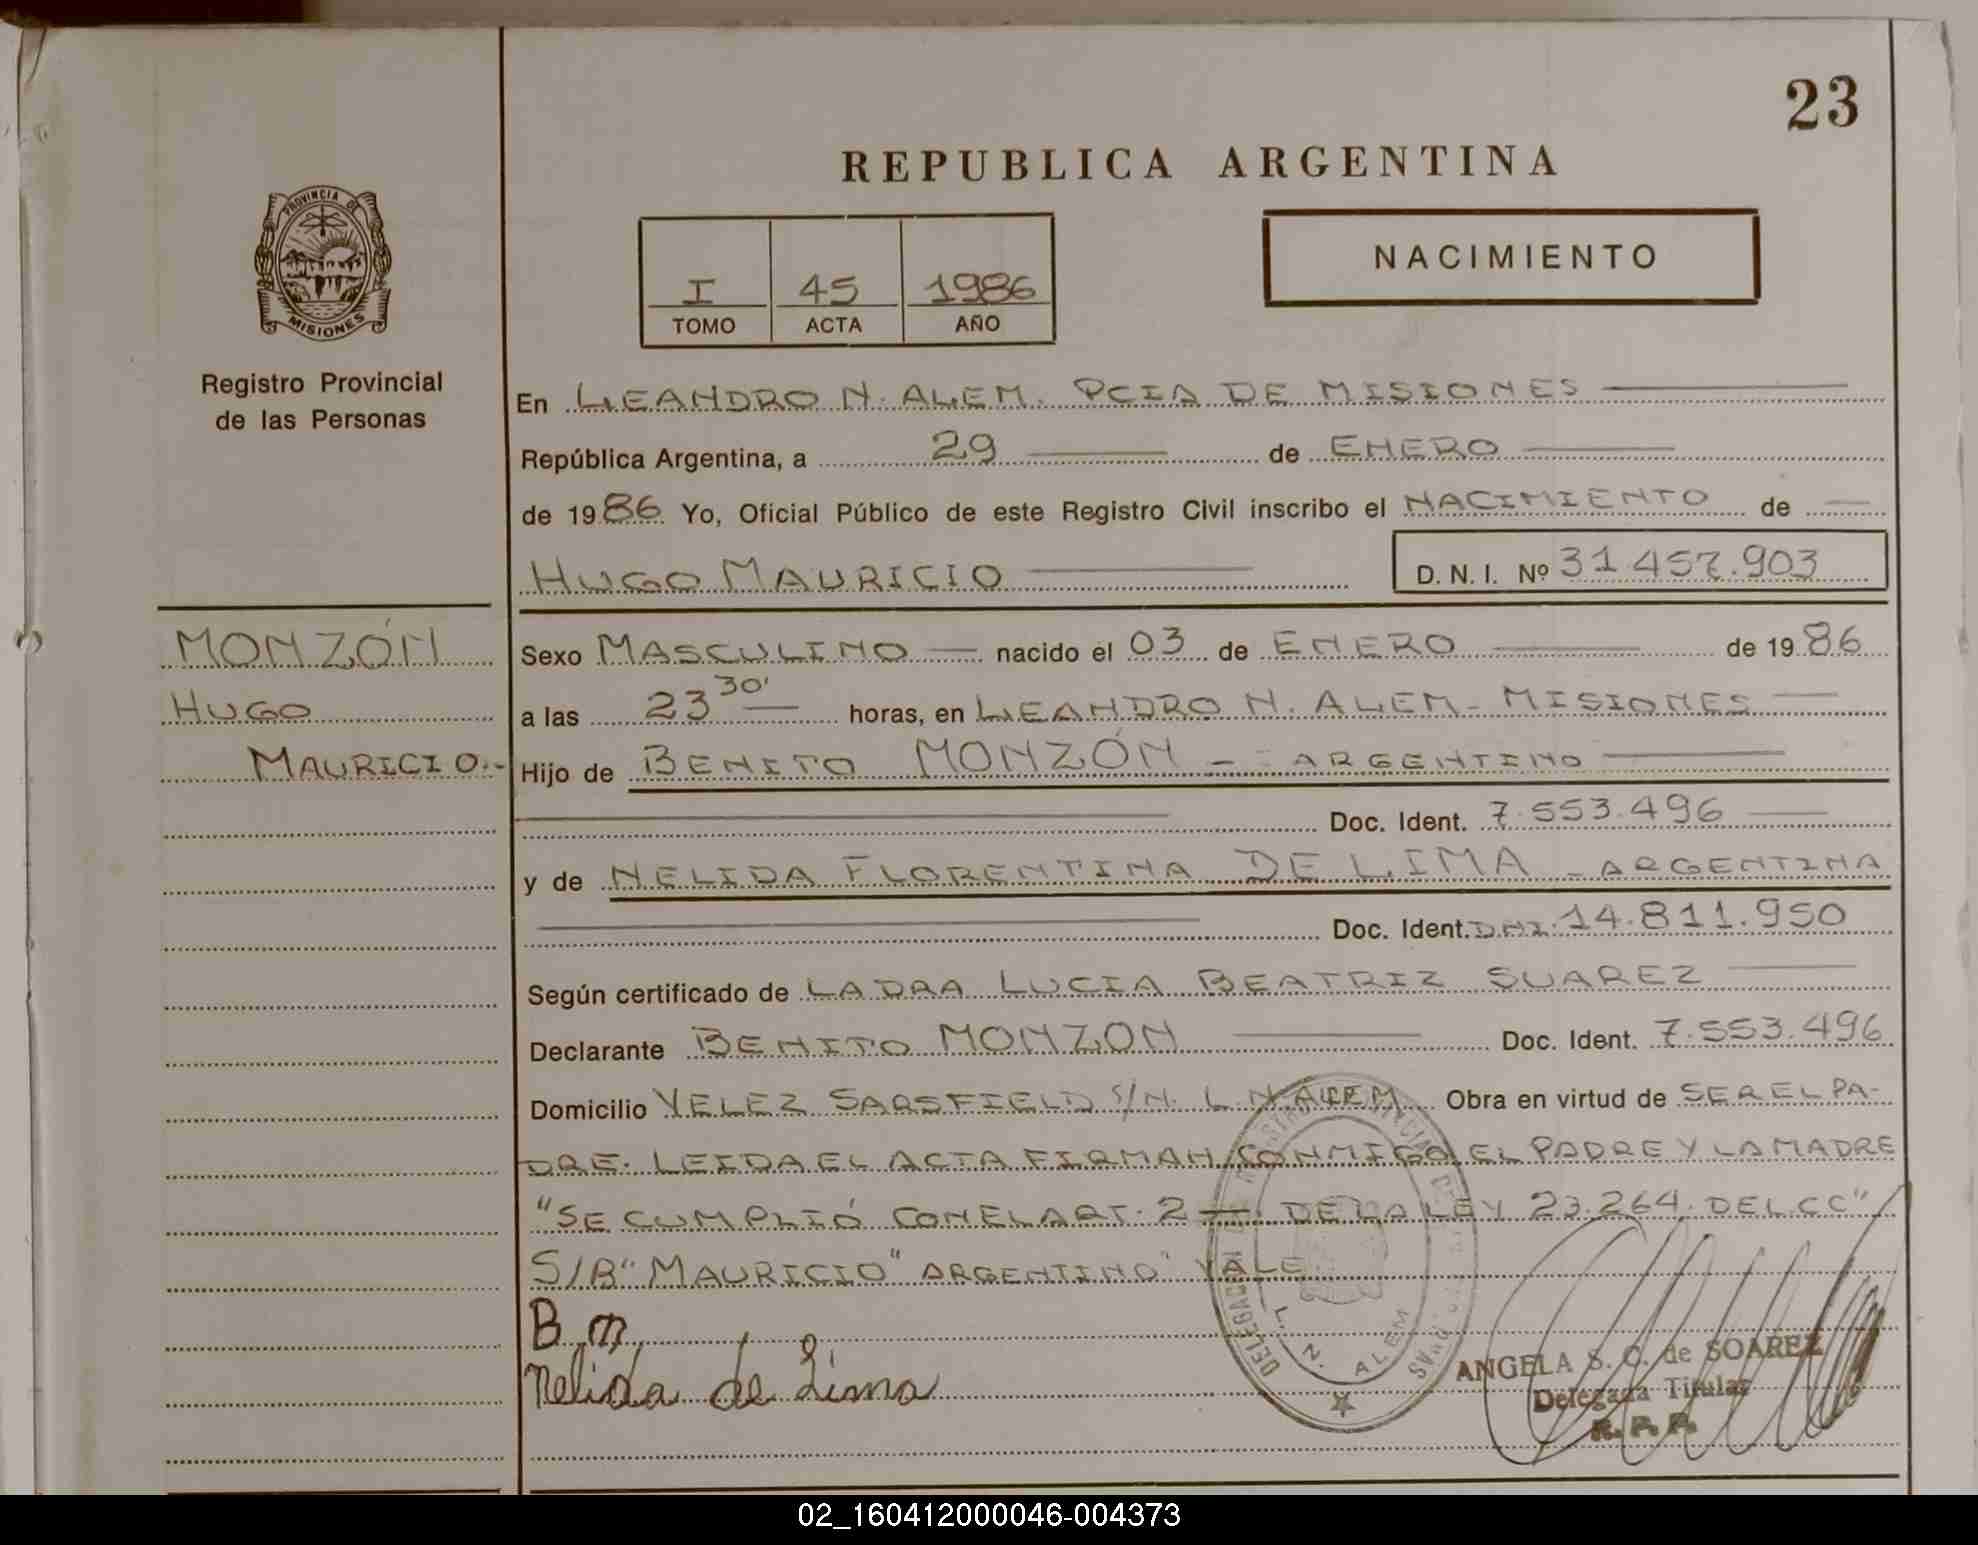 23
REPUBLICA ARGENTINA
PROVINCIA DE
MISIONES
Registro Provincial
de las Personas
I 45 1986
TOMO ACTA AÑO
NACIMIENTO
En LEANDRO N. ALEM. PCIA DE MISIONES
República Argentina, a 29 de ENERO
de 1986 Yo, Oficial Público de este Registro Civil inscribo el NACIMIENTO de
HUGO MAURICIO D. N. I. Nº 31.457.903
MONZÓN
HUGO
MAURICIO.-
Sexo MASCULINO nacido el 03 de ENERO de 1986
a las 23 30' horas, en LEANDRO N. ALEM - MISIONES
Hijo de BENITO MONZÓN - ARGENTINO
Doc. Ident. 7.553.496
y de NELIDA FLORENTINA DE LIMA - ARGENTINA
Doc. Ident. DNI. 14.811.950
Según certificado de LA DRA LUCIA BEATRIZ SUAREZ
Declarante BENITO MONZON Doc. Ident. 7.553.496
Domicilio VELEZ SARSFIELD S/N. L.N. ALEM Obra en virtud de SER EL PA-
DRE. LEIDA EL ACTA FIRMAN CONMIGO EL PADRE Y LA MADRE
"SE CUMPLIÓ CON EL ART. 2 DE LA LEY 23.264. DEL CC"
S/B "MAURICIO" ARGENTINO" VALE
B m
Nelida de Lima
L. N. ALEM
ANGELA S. C. de SOAREZ
Delegada Titular
R. P. P.
02_160412000046-004373